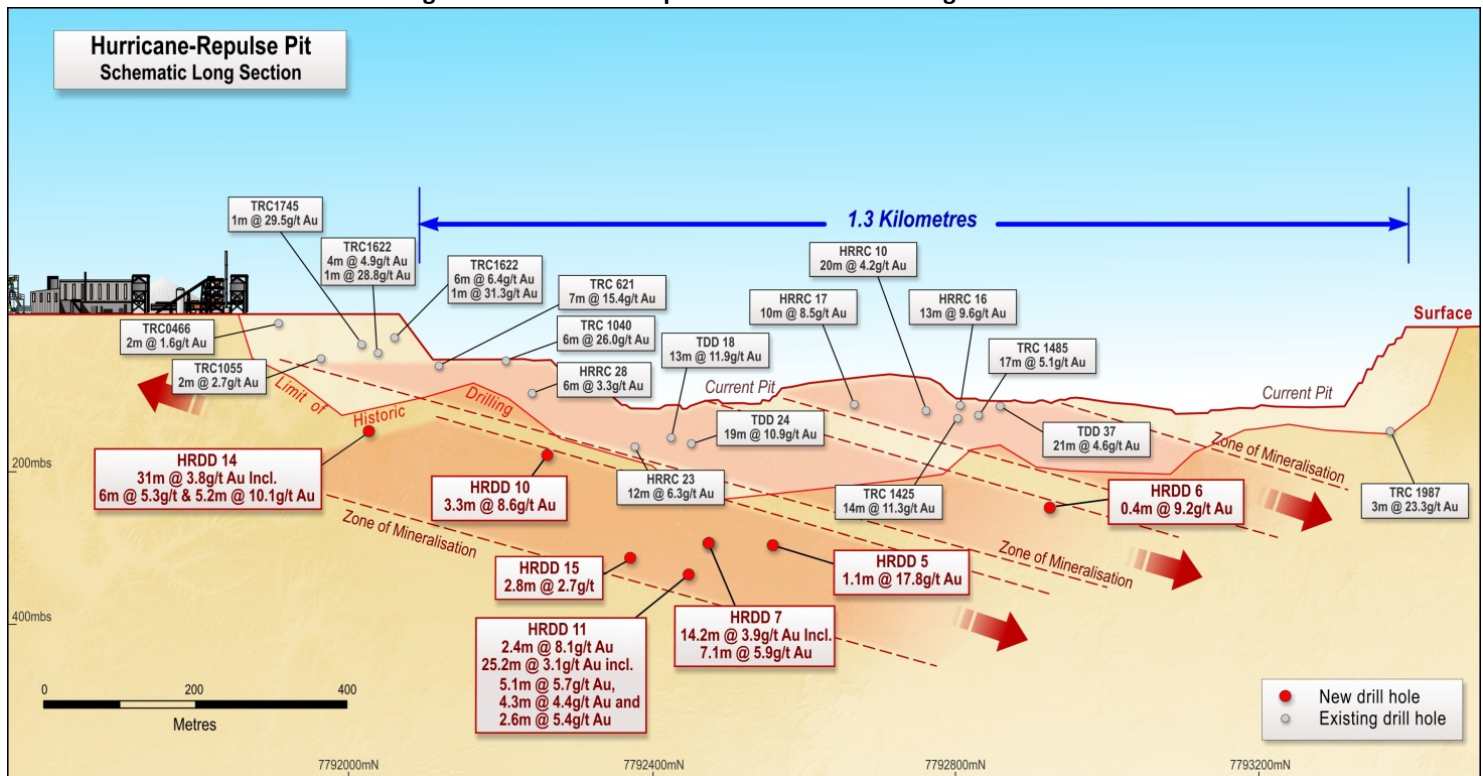 Hurricane-Repulse Pit
Schematic Long Section
1.3 Kilometres
TRC1745
1m @ 29.5g/t Au
TRC1622
4m @ 4.9g/t Au
1m @ 28.8g/t Au
TRC1622
6m @ 6.4g/t Au
1m @ 31.3g/t Au
TRC 621
7m @ 15.4g/t Au
TRC 1040
6m @ 26.0g/t Au
HRRC 28
6m @ 3.3g/t Au
TDD 18
13m @ 11.9g/t Au
HRRC 17
10m @ 8.5g/t Au
HRRC 10
20m @ 4.2g/t Au
HRRC 16
13m @ 9.6g/t Au
TRC 1485
17m @ 5.1g/t Au
Surface
TRC0466
2m @ 1.6g/t Au
TRC1055
2m @ 2.7g/t Au
Limit of
Historic
Drilling
Current Pit
Current Pit
TDD 24
19m @ 10.9g/t Au
TDD 37
21m @ 4.6g/t Au
Zone of Mineralisation
200mbs
HRDD 14
31m @ 3.8g/t Au Incl.
6m @ 5.3g/t & 5.2m @ 10.1g/t Au
HRDD 10
3.3m @ 8.6g/t Au
HRRC 23
12m @ 6.3g/t Au
TRC 1425
14m @ 11.3g/t Au
HRDD 6
0.4m @ 9.2g/t Au
TRC 1987
3m @ 23.3g/t Au
Zone of Mineralisation
Zone of Mineralisation
HRDD 15
2.8m @ 2.7g/t
HRDD 5
1.1m @ 17.8g/t Au
400mbs
HRDD 11
2.4m @ 8.1g/t Au
25.2m @ 3.1g/t Au incl.
5.1m @ 5.7g/t Au,
4.3m @ 4.4g/t Au and
2.6m @ 5.4g/t Au
HRDD 7
14.2m @ 3.9g/t Au Incl.
7.1m @ 5.9g/t Au
0 200 400
Metres
New drill hole
Existing drill hole
7792000mN 7792400mN 7792800mN 7793200mN